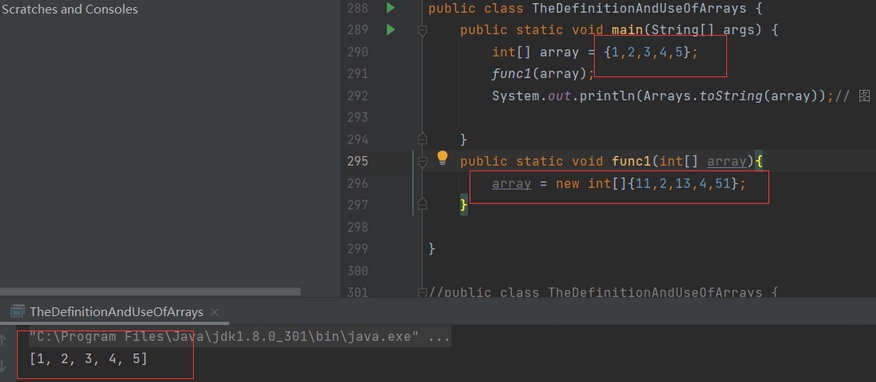 Scratches and Consoles
288 public class TheDefinitionAndUseOfArrays {
289 public static void main(String[] args) {
290 int[] array = {1,2,3,4,5};
291 func1(array);
292 System.out.println(Arrays.toString(array));// 图
293
294 }
295 public static void func1(int[] array){
296 array = new int[]{11,2,13,4,51};
297 }
298
299 }
300
301 //public class TheDefinitionAndUseOfArrays {
TheDefinitionAndUseOfArrays ×
"C:\Program Files\Java\jdk1.8.0_301\bin\java.exe" ...
[1, 2, 3, 4, 5]